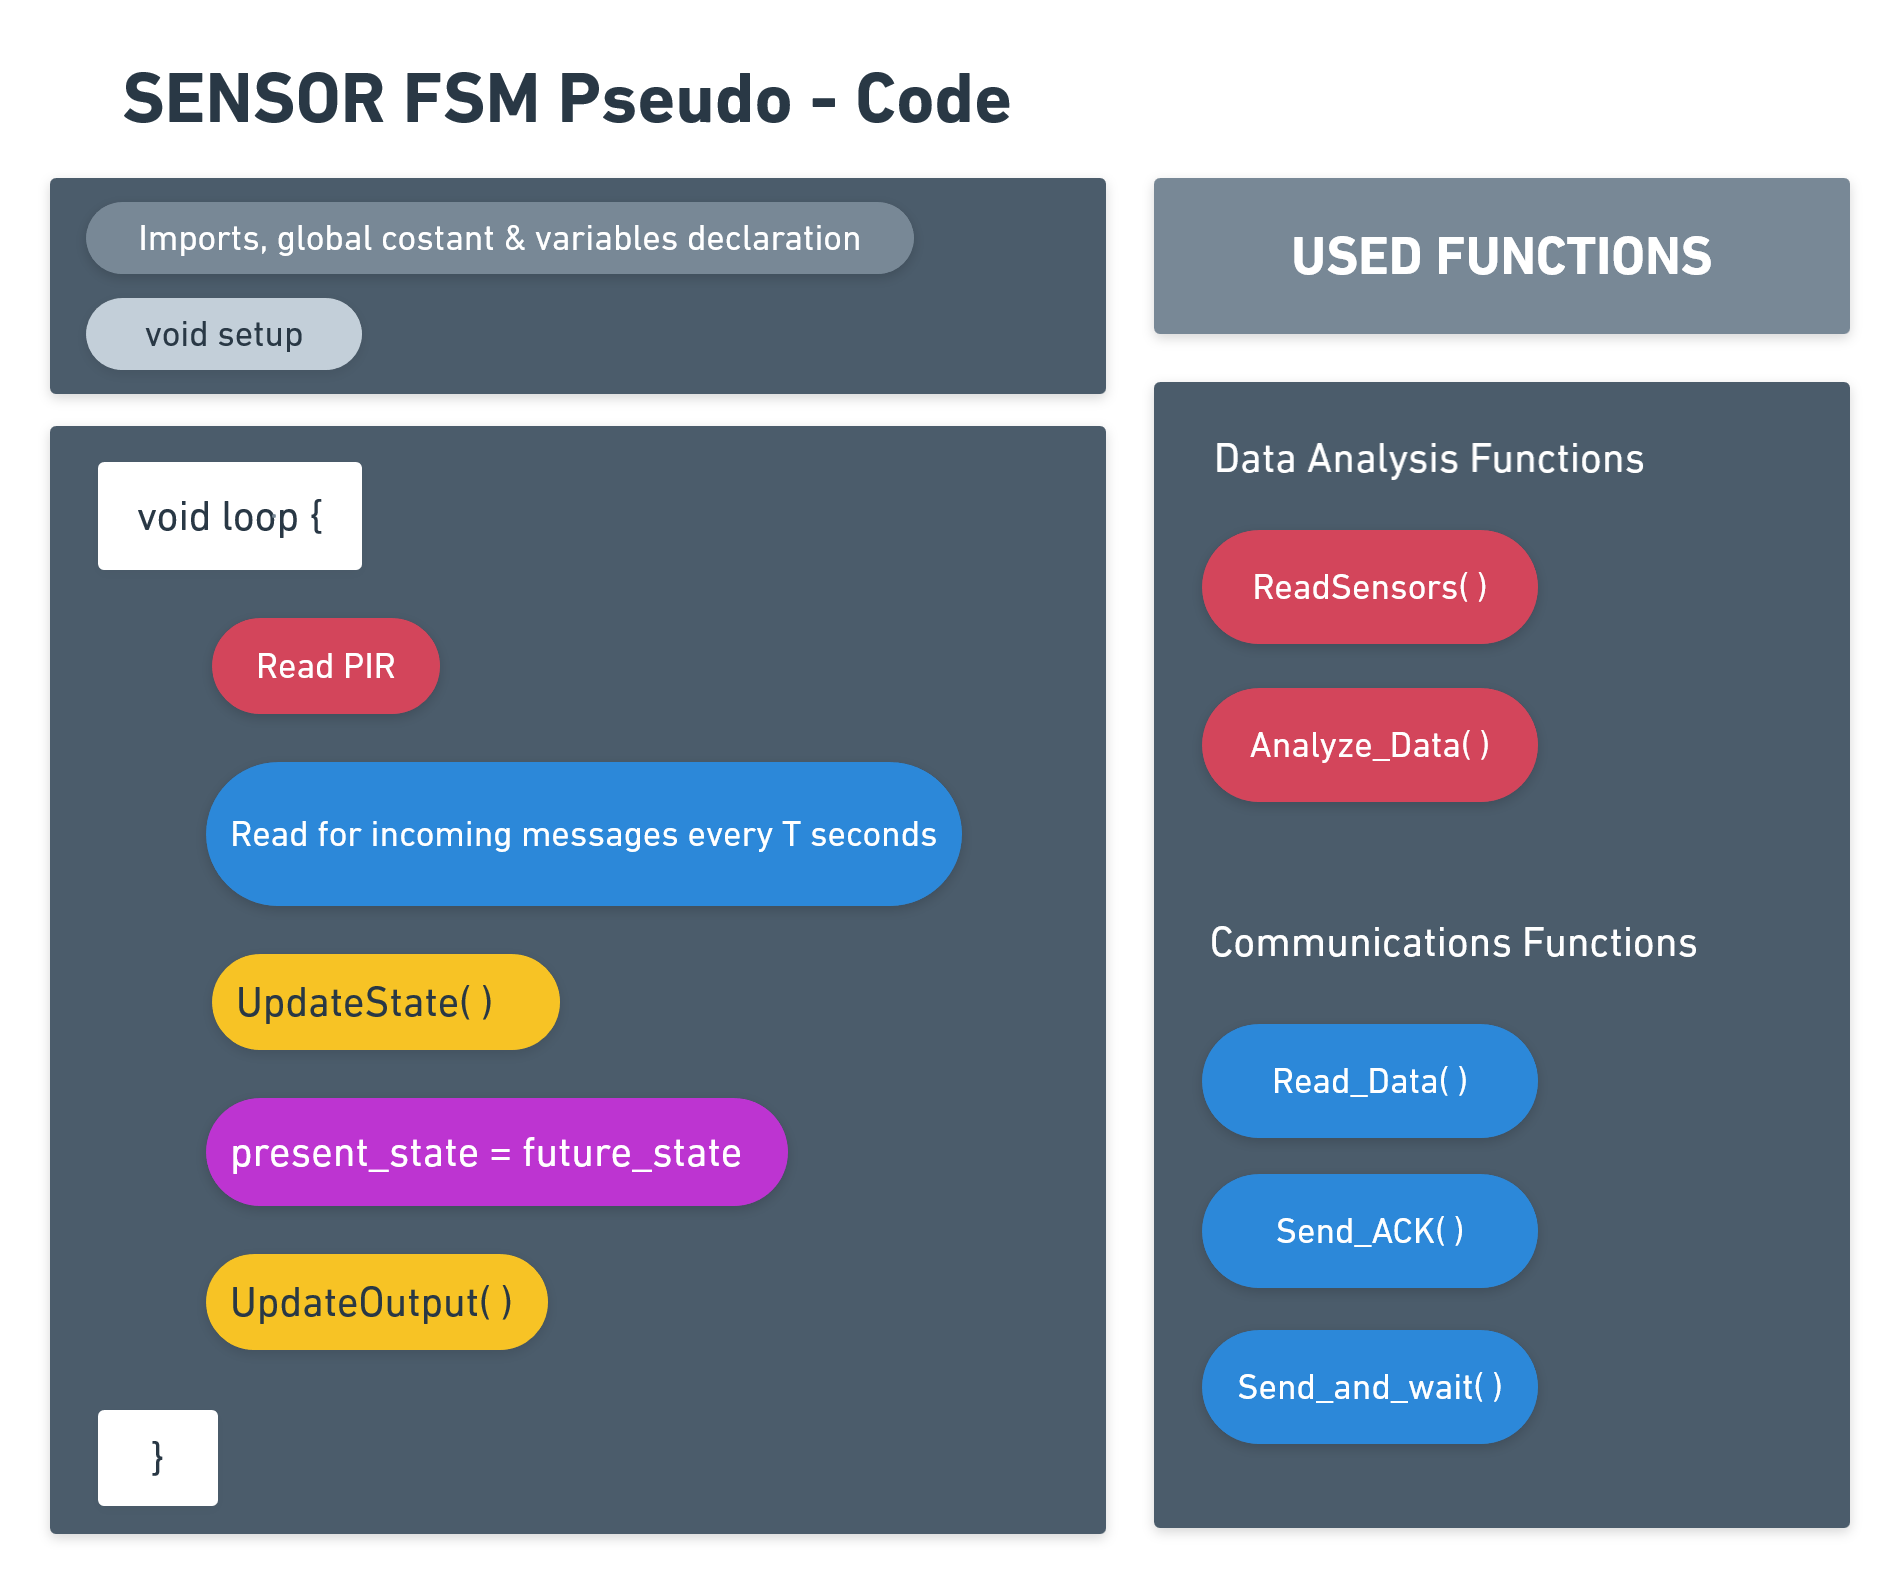 SENSOR FSM Pseudo - Code
Imports, global costant & variables declaration
void setup
void loop {
Read PIR
Read for incoming messages every T seconds
UpdateState( )
present_state = future_state
UpdateOutput( )
}
USED FUNCTIONS
Data Analysis Functions
ReadSensors( )
Analyze_Data( )
Communications Functions
Read_Data( )
Send_ACK( )
Send_and_wait( )